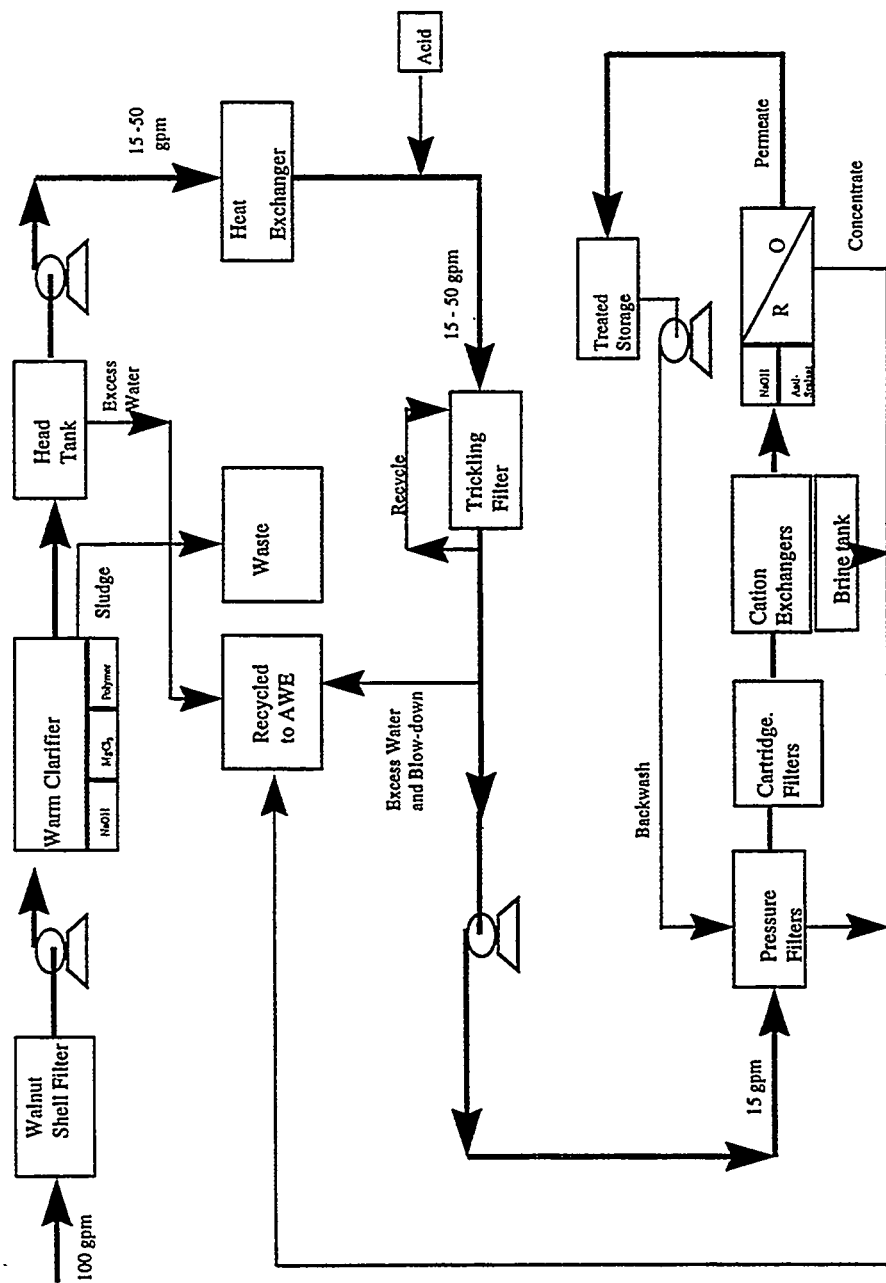 100 gpm
Walnut
Shell Filter
Warm Clarifier
NaOH
MgCl₂
Polymer
Sludge
Head
Tank
Excess
Water
15 -50
gpm
Heat
Exchanger
Acid
15 - 50 gpm
Waste
Recycled
to AWE
Recycle
Trickling
Filter
Excess Water
and Blow-down
15 gpm
Pressure
Filters
Backwash
Cartridge.
Filters
Cation
Exchangers
Brine tank
NaOH
Anti-
Scalant
R
O
Treated
Storage
Permeate
Concentrate